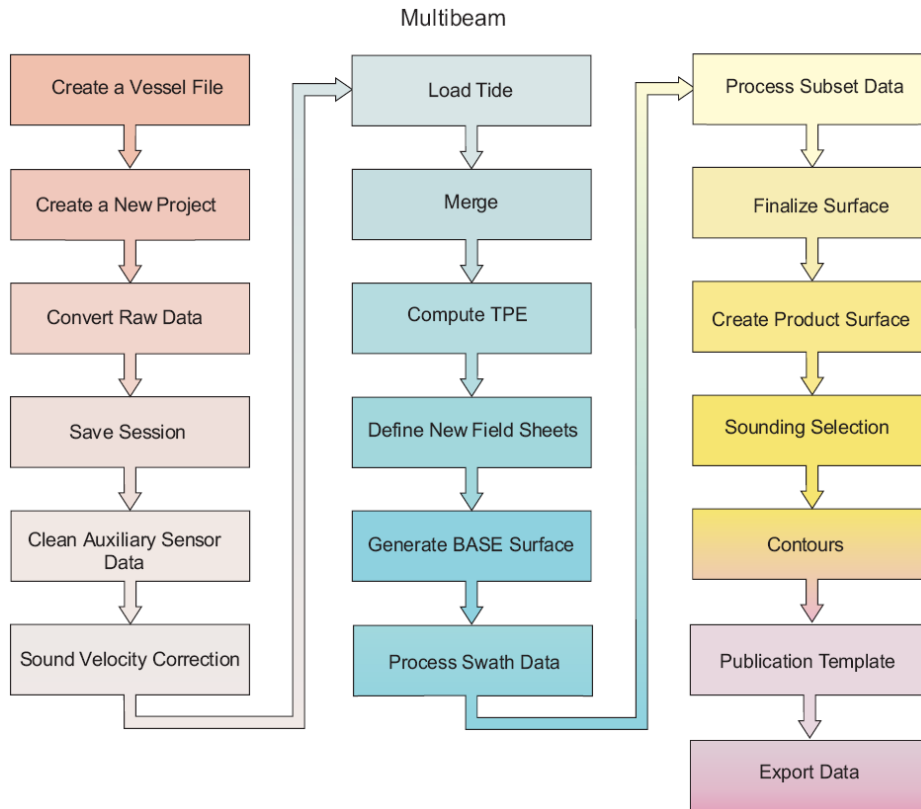 Multibeam
Create a Vessel File
Create a New Project
Convert Raw Data
Save Session
Clean Auxiliary Sensor
Data
Sound Velocity Correction
Load Tide
Merge
Compute TPE
Define New Field Sheets
Generate BASE Surface
Process Swath Data
Process Subset Data
Finalize Surface
Create Product Surface
Sounding Selection
Contours
Publication Template
Export Data